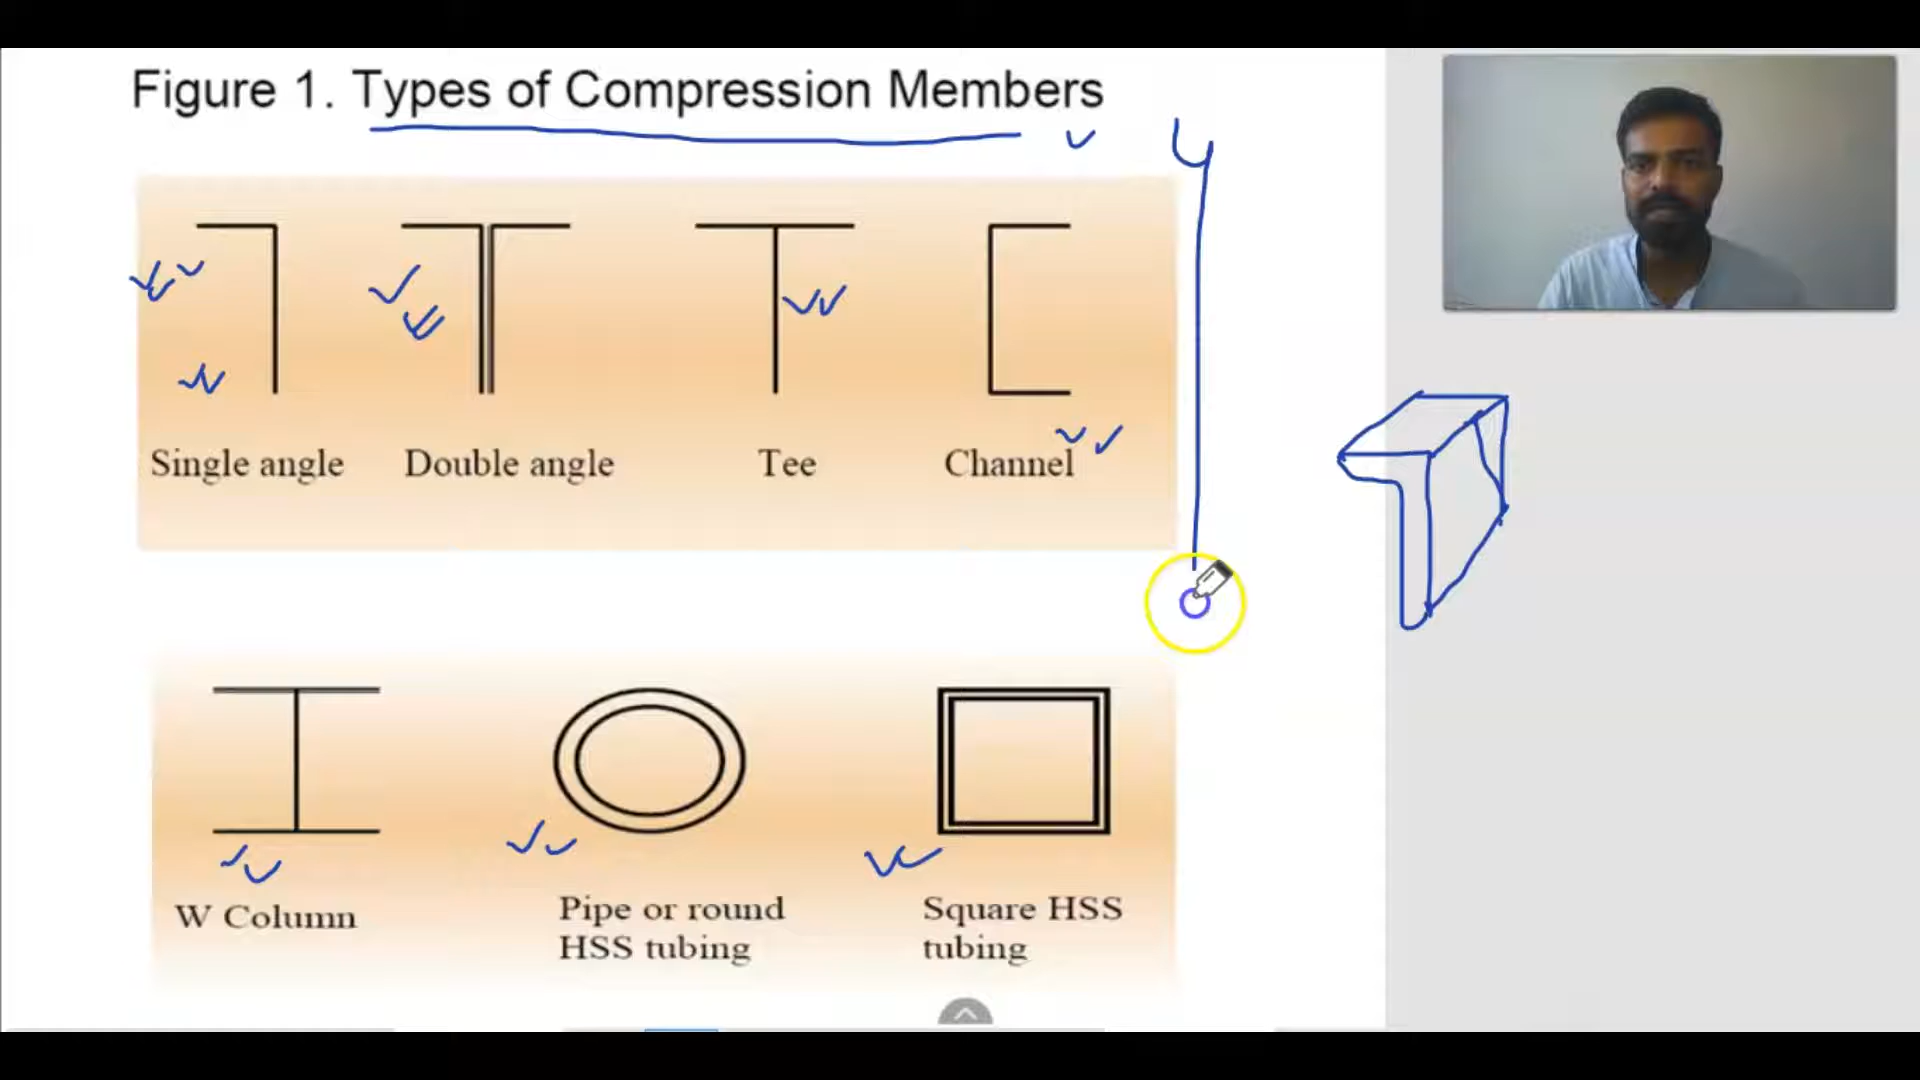 Figure 1. Types of Compression Members
Single angle
Double angle
Tee
Channel
W Column
Pipe or round
HSS tubing
Square HSS
tubing